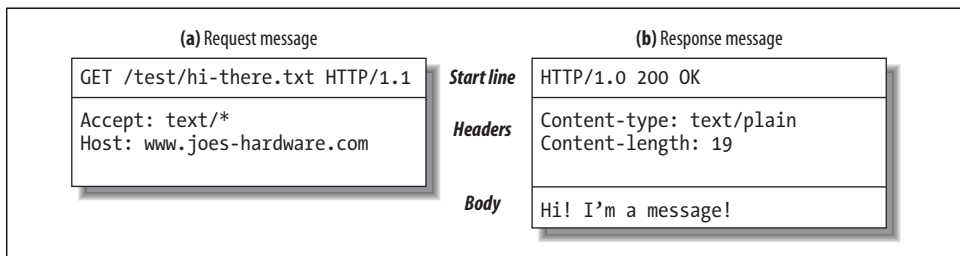 (a) Request message
GET /test/hi-there.txt HTTP/1.1
Accept: text/*
Host: www.joes-hardware.com
Start line
Headers
Body
(b) Response message
HTTP/1.0 200 OK
Content-type: text/plain
Content-length: 19
Hi! I’m a message!